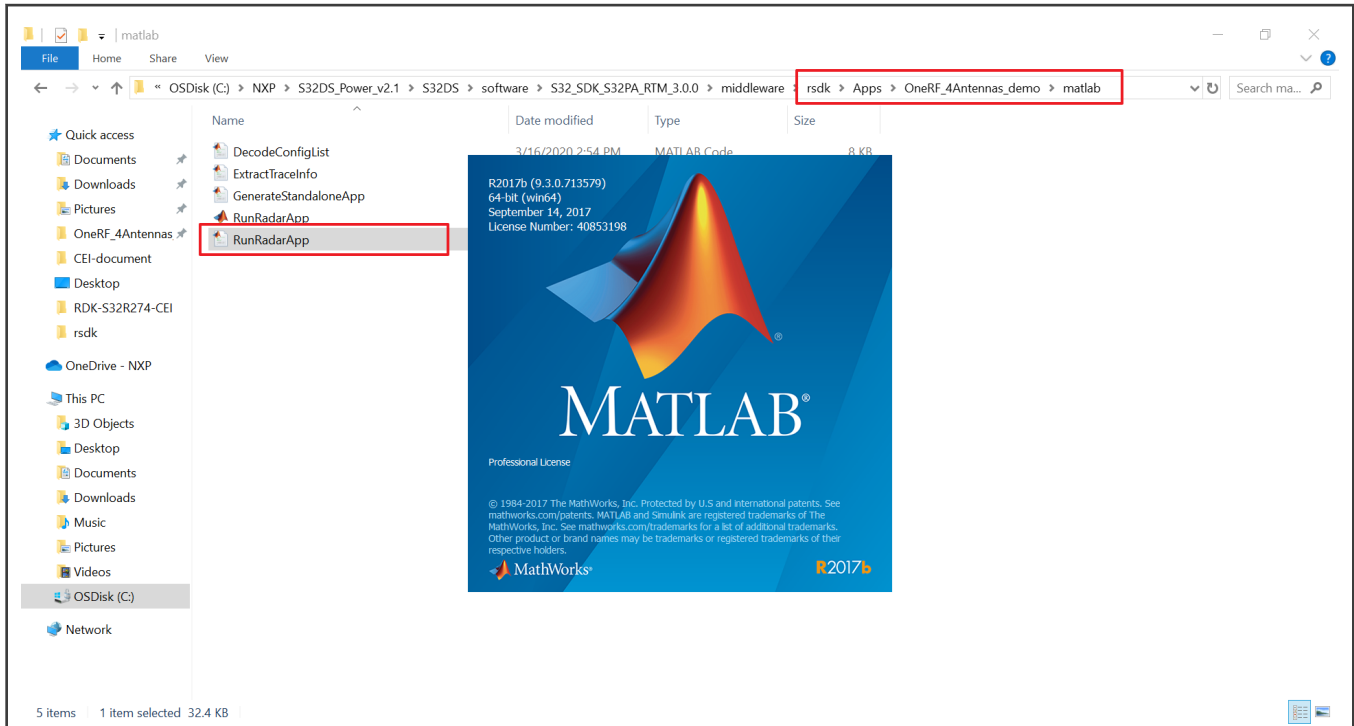 matlab
File Home Share View
« OSDisk (C:) > NXP > S32DS_Power_v2.1 > S32DS > software > S32_SDK_S32PA_RTM_3.0.0 > middleware > rsdk > Apps > OneRF_4Antennas_demo > matlab
Search ma...
Name Date modified Type Size
Quick access
Documents
Downloads
Pictures
OneRF_4Antennas
CEI-document
Desktop
RDK-S32R274-CEI
rsdk
OneDrive - NXP
This PC
3D Objects
Desktop
Documents
Downloads
Music
Pictures
Videos
OSDisk (C:)
Network
DecodeConfigList 3/16/2020 2:54 PM MATLAB Code 8 KB
ExtractTraceInfo
GenerateStandaloneApp
RunRadarApp
RunRadarApp
R2017b (9.3.0.713579)
64-bit (win64)
September 14, 2017
License Number: 40853198
MATLAB®
Professional License
© 1984-2017 The MathWorks, Inc. Protected by U.S and international patents. See
mathworks.com/patents. MATLAB and Simulink are registered trademarks of The
MathWorks, Inc. See mathworks.com/trademarks for a list of additional trademarks.
Other product or brand names may be trademarks or registered trademarks of their
respective holders.
MathWorks®
R2017b
5 items 1 item selected 32.4 KB